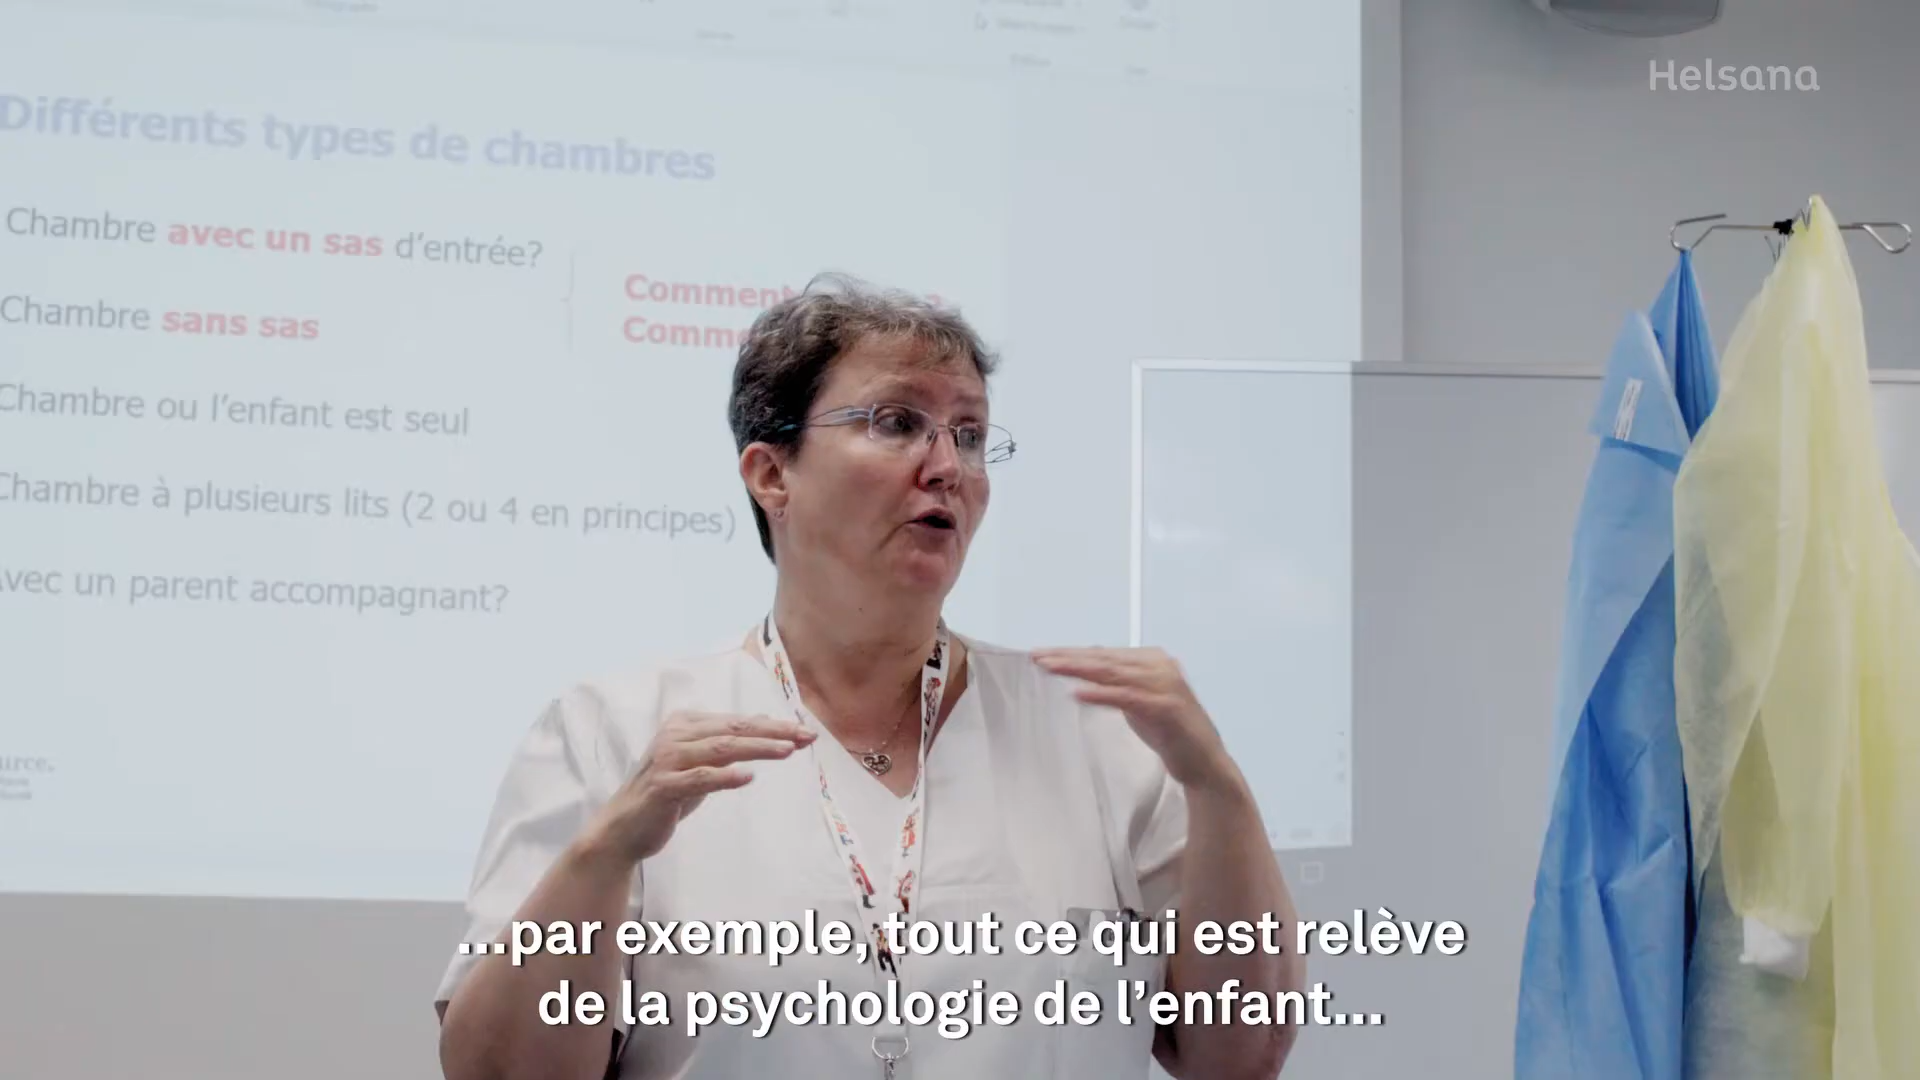 Helsana
Différents types de chambres
Chambre avec un sas d'entrée?
Comment
?
Chambre sans sas
Chambre ou l'enfant est seul
Chambre à plusieurs lits (2 ou 4 en principes)
vec un parent accompagnant?
urce.
...par exemple, tout ce qui est relève
de la psychologie de l'enfant...